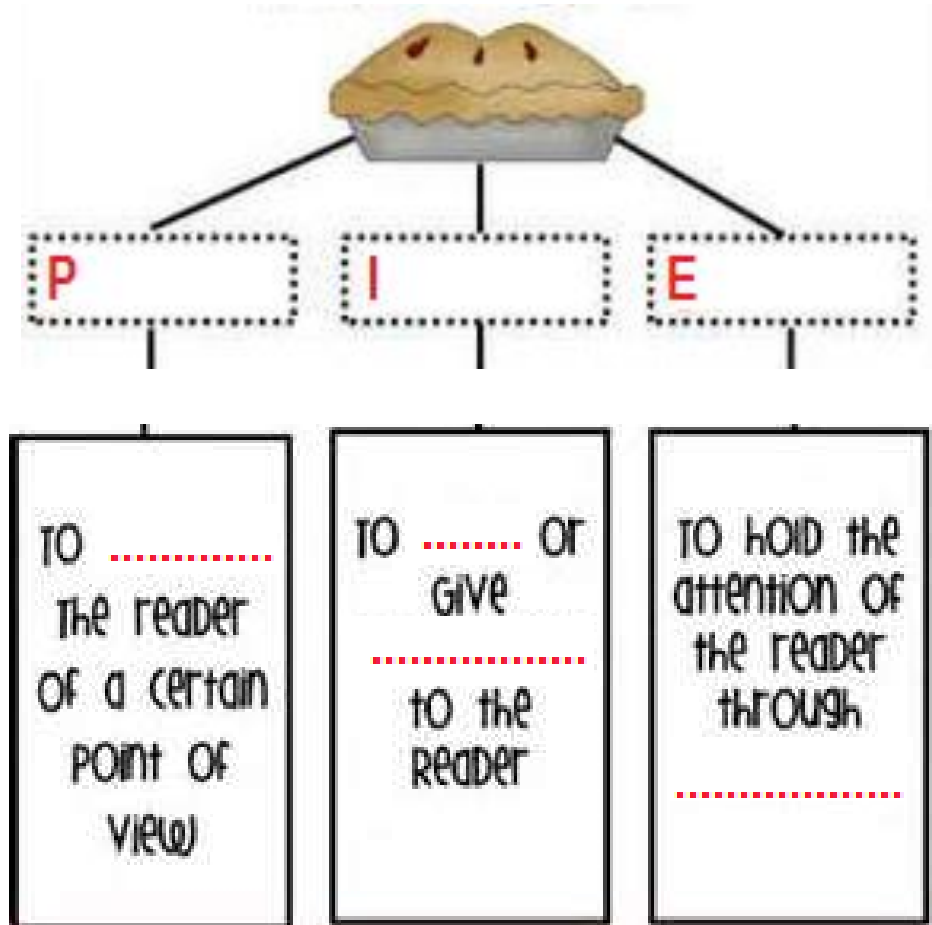 P
I
E
TO ............
The reader
of a certain
point of
view
TO ........ or
give
.................
to the
Reader
TO hold the
attention of
the reader
through
..................